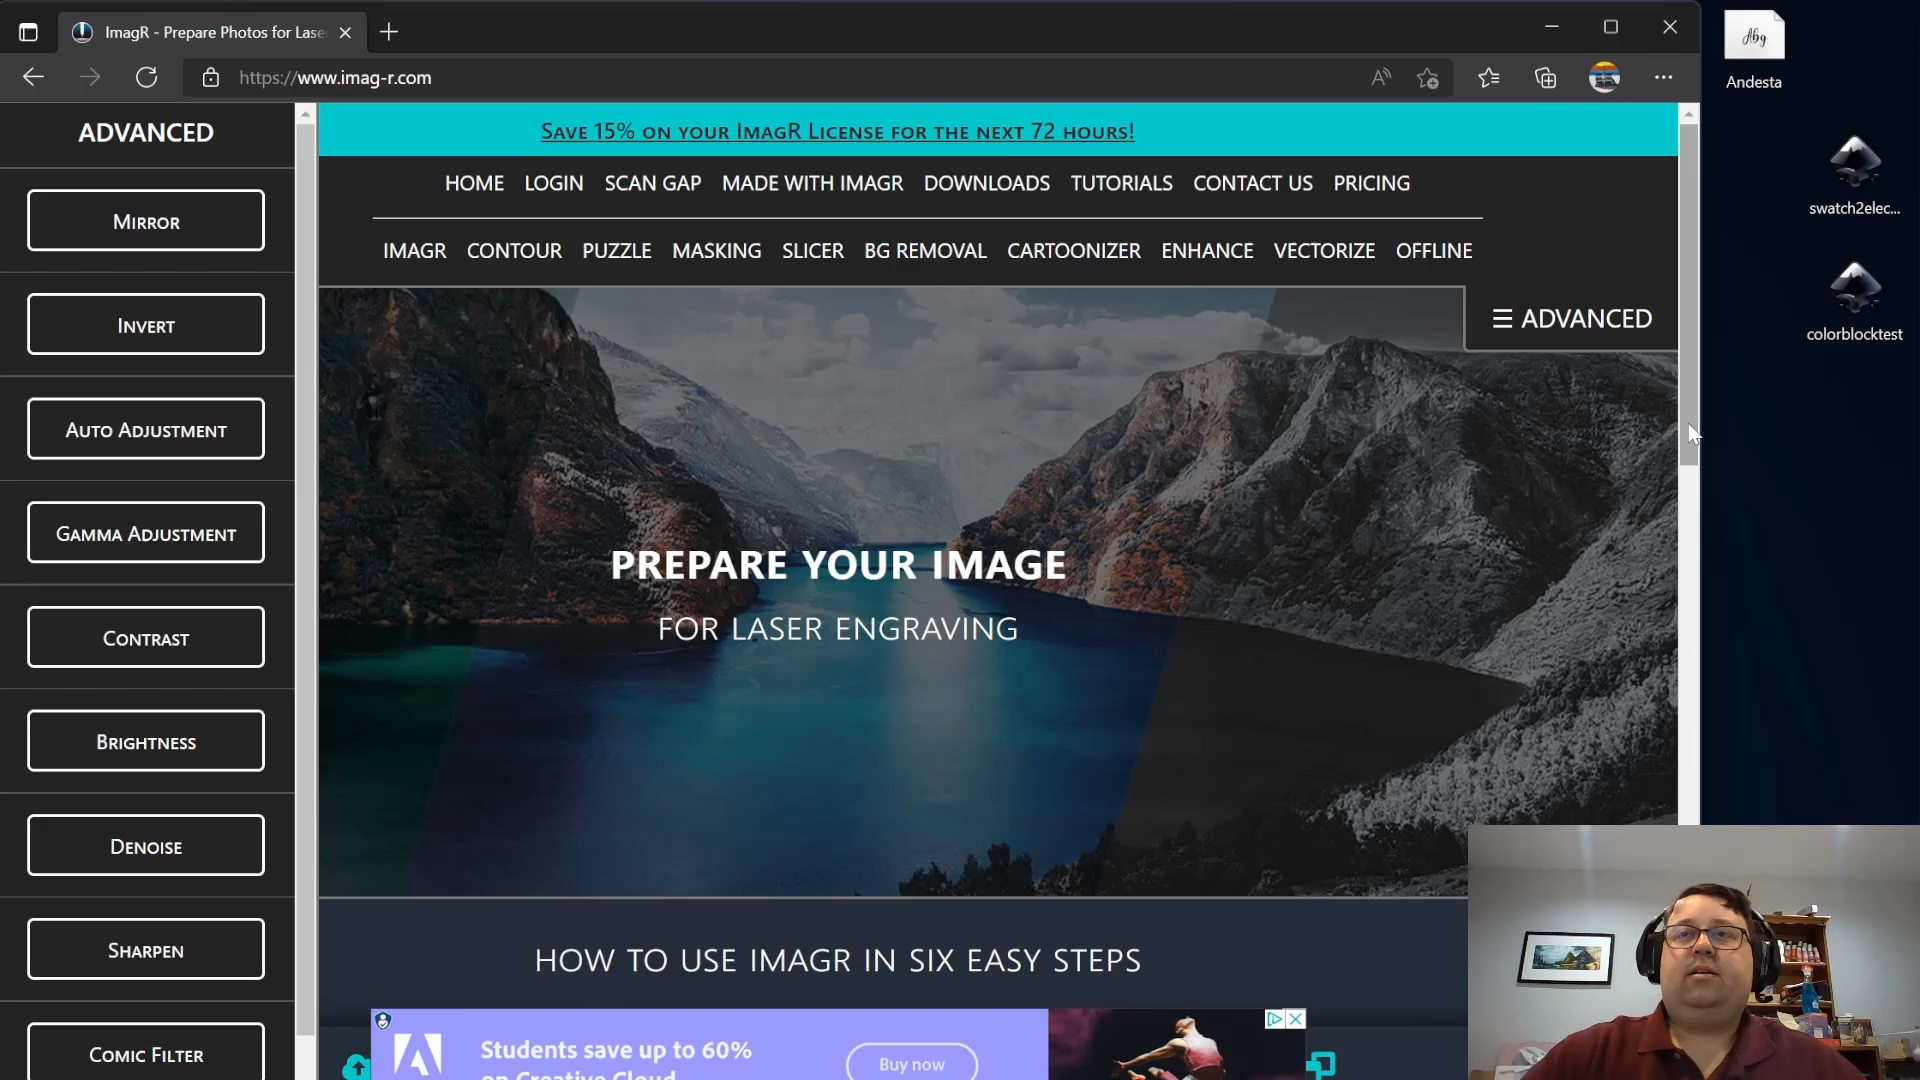 ImagR - Prepare Photos for Lase
https://www.imag-r.com
Abg
Andesta
swatch2elec...
colorblocktest
ADVANCED
MIRROR
INVERT
AUTO ADJUSTMENT
GAMMA ADJUSTMENT
CONTRAST
BRIGHTNESS
DENOISE
SHARPEN
COMIC FILTER
SAVE 15% ON YOUR IMAGR LICENSE FOR THE NEXT 72 HOURS!
HOME LOGIN SCAN GAP MADE WITH IMAGR DOWNLOADS TUTORIALS CONTACT US PRICING
IMAGR CONTOUR PUZZLE MASKING SLICER BG REMOVAL CARTOONIZER ENHANCE VECTORIZE OFFLINE
☰ ADVANCED
PREPARE YOUR IMAGE
FOR LASER ENGRAVING
HOW TO USE IMAGR IN SIX EASY STEPS
Students save up to 60%
on Creative Cloud
Buy now